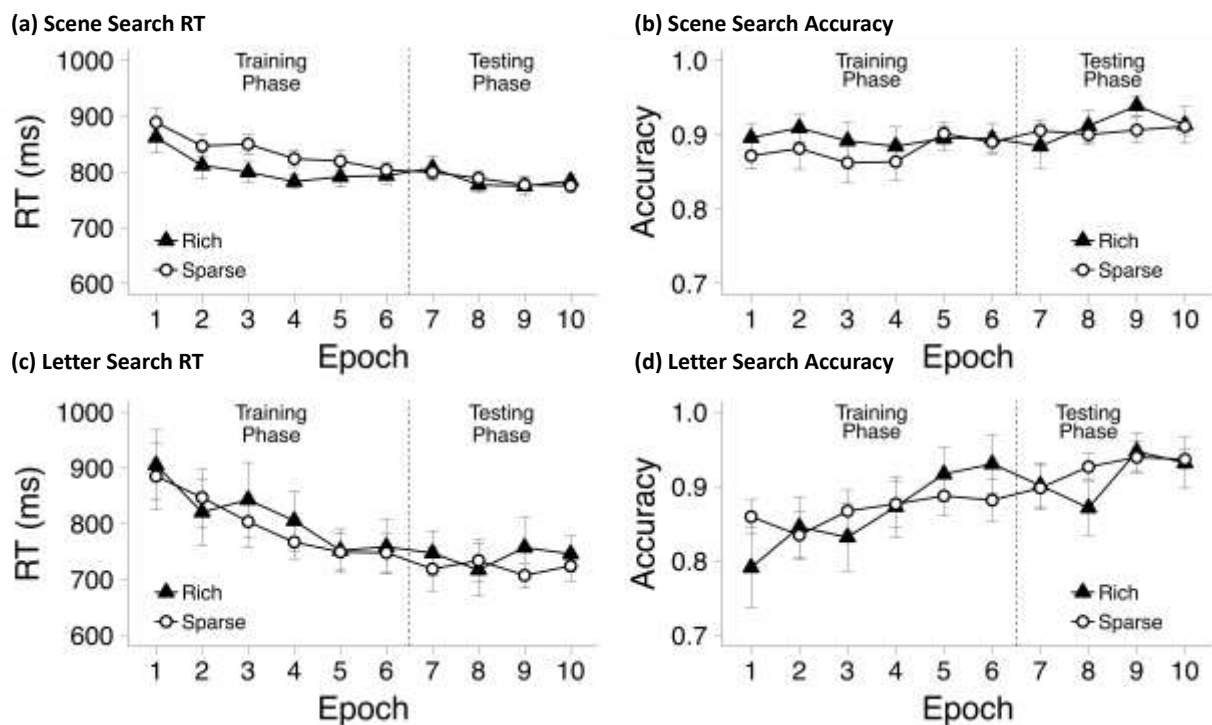 (a) Scene Search RT
1000
900
800
700
600
RT (ms)
Training
Phase
Testing
Phase
Rich
Sparse
1 2 3 4 5 6 7 8 9 10
Epoch
(b) Scene Search Accuracy
1.0
0.9
0.8
0.7
Accuracy
Training
Phase
Testing
Phase
Rich
Sparse
1 2 3 4 5 6 7 8 9 10
Epoch
(c) Letter Search RT
1000
900
800
700
600
RT (ms)
Training
Phase
Testing
Phase
Rich
Sparse
1 2 3 4 5 6 7 8 9 10
Epoch
(d) Letter Search Accuracy
1.0
0.9
0.8
0.7
Accuracy
Training
Phase
Testing
Phase
Rich
Sparse
1 2 3 4 5 6 7 8 9 10
Epoch